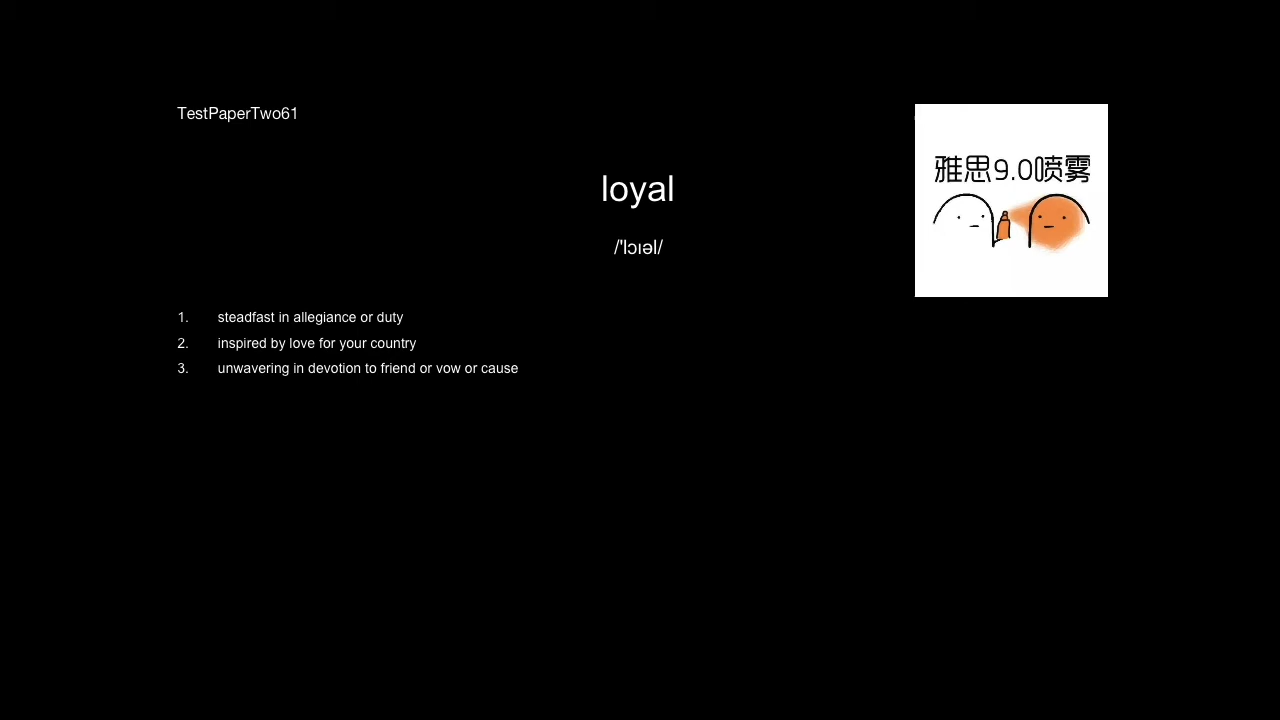 TestPaperTwo61
雅思9.0喷雾
loyal
/'lɔɪəl/
1. steadfast in allegiance or duty
2. inspired by love for your country
3. unwavering in devotion to friend or vow or cause